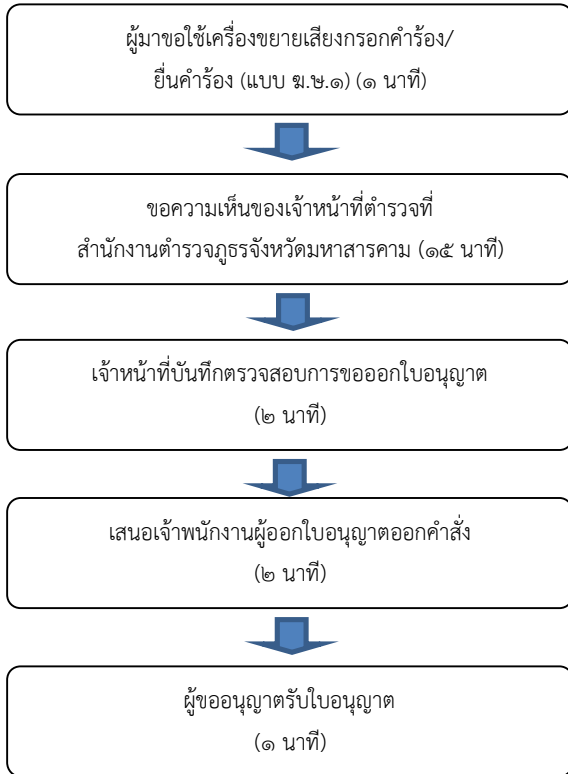 ผู้มาขอใช้เครื่องขยายเสียงกรอกคำร้อง/
ยื่นคำร้อง (แบบ ฆ.ษ.๑) (๑ นาที)
ขอความเห็นของเจ้าหน้าที่ตำรวจที่
สำนักงานตำรวจภูธรจังหวัดมหาสารคาม (๑๕ นาที)
เจ้าหน้าที่บันทึกตรวจสอบการขอออกใบอนุญาต
(๒ นาที)
เสนอเจ้าพนักงานผู้ออกใบอนุญาตออกคำสั่ง
(๒ นาที)
ผู้ขออนุญาตรับใบอนุญาต
(๑ นาที)